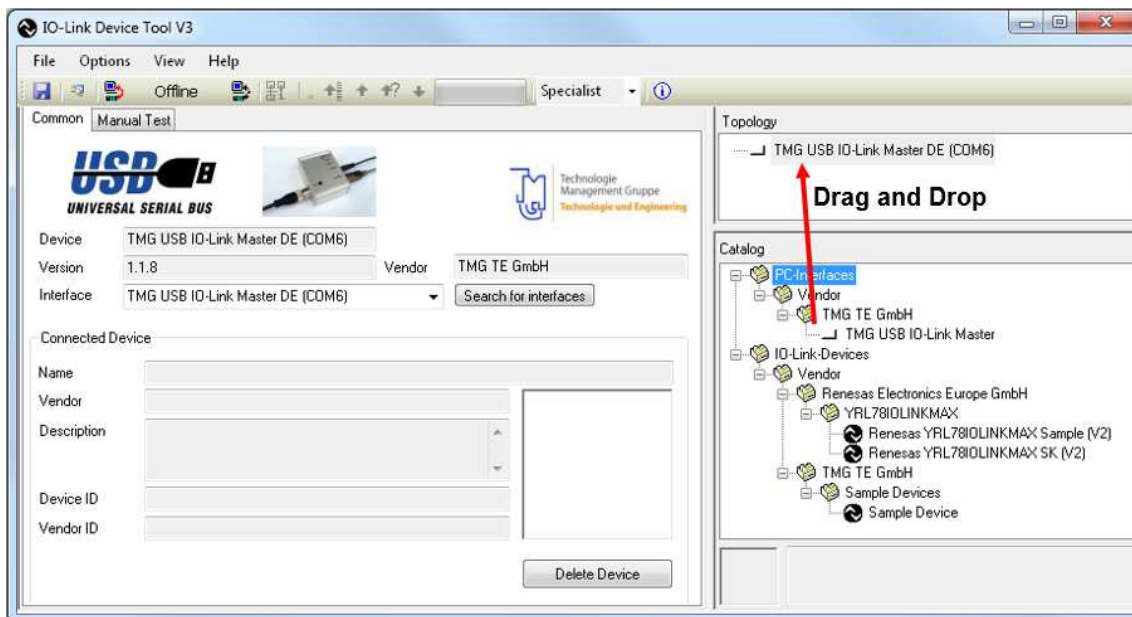 IO-Link Device Tool V3
File Options View Help
Offline Specialist
Common Manual Test
USB
UNIVERSAL SERIAL BUS
Technologie
Management Gruppe
Technologie und Engineering
Device TMG USB IO-Link Master DE (COM6)
Version 1.1.8 Vendor TMG TE GmbH
Interface TMG USB IO-Link Master DE (COM6) Search for interfaces
Connected Device
Name
Vendor
Description
Device ID
Vendor ID
Delete Device
Topology
TMG USB IO-Link Master DE (COM6)
Drag and Drop
Catalog
PC-Interfaces
Vendor
TMG TE GmbH
TMG USB IO-Link Master
IO-Link-Devices
Vendor
Renesas Electronics Europe GmbH
YRL78IOLINKMAX
Renesas YRL78IOLINKMAX Sample (V2)
Renesas YRL78IOLINKMAX SK (V2)
TMG TE GmbH
Sample Devices
Sample Device